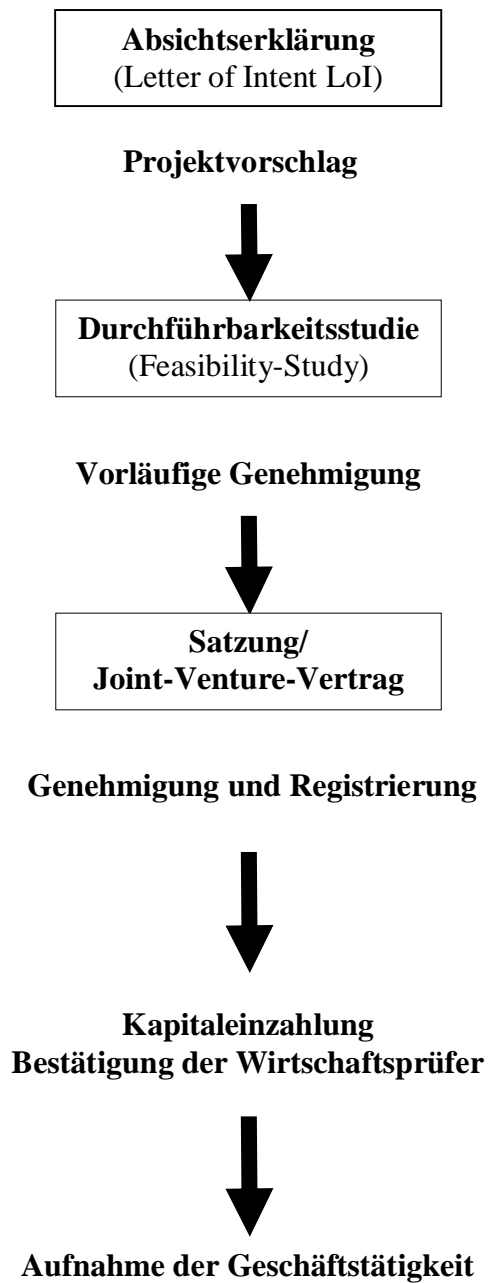 Absichtserklärung
(Letter of Intent LoI)
Projektvorschlag
Durchführbarkeitsstudie
(Feasibility-Study)
Vorläufige Genehmigung
Satzung/
Joint-Venture-Vertrag
Genehmigung und Registrierung
Kapitaleinzahlung
Bestätigung der Wirtschaftsprüfer
Aufnahme der Geschäftstätigkeit